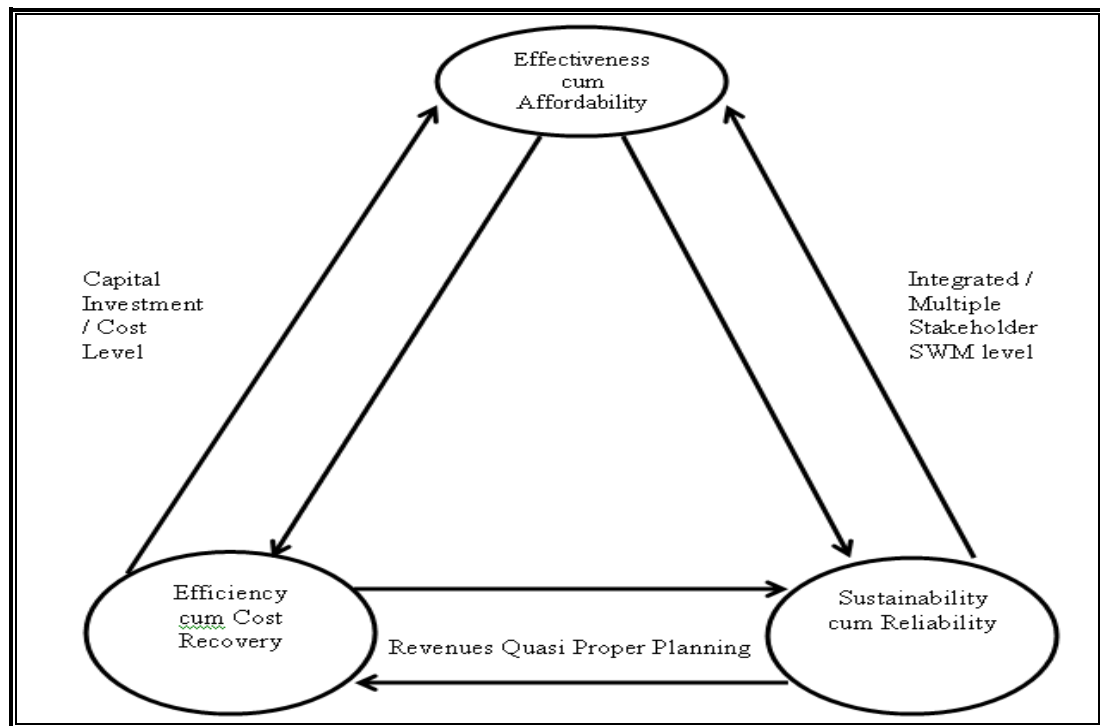 Effectiveness
cum
Affordability
Capital
Investment
/ Cost
Level
Integrated /
Multiple
Stakeholder
SWM level
Efficiency
cum Cost
Recovery
Sustainability
cum Reliability
Revenues Quasi Proper Planning